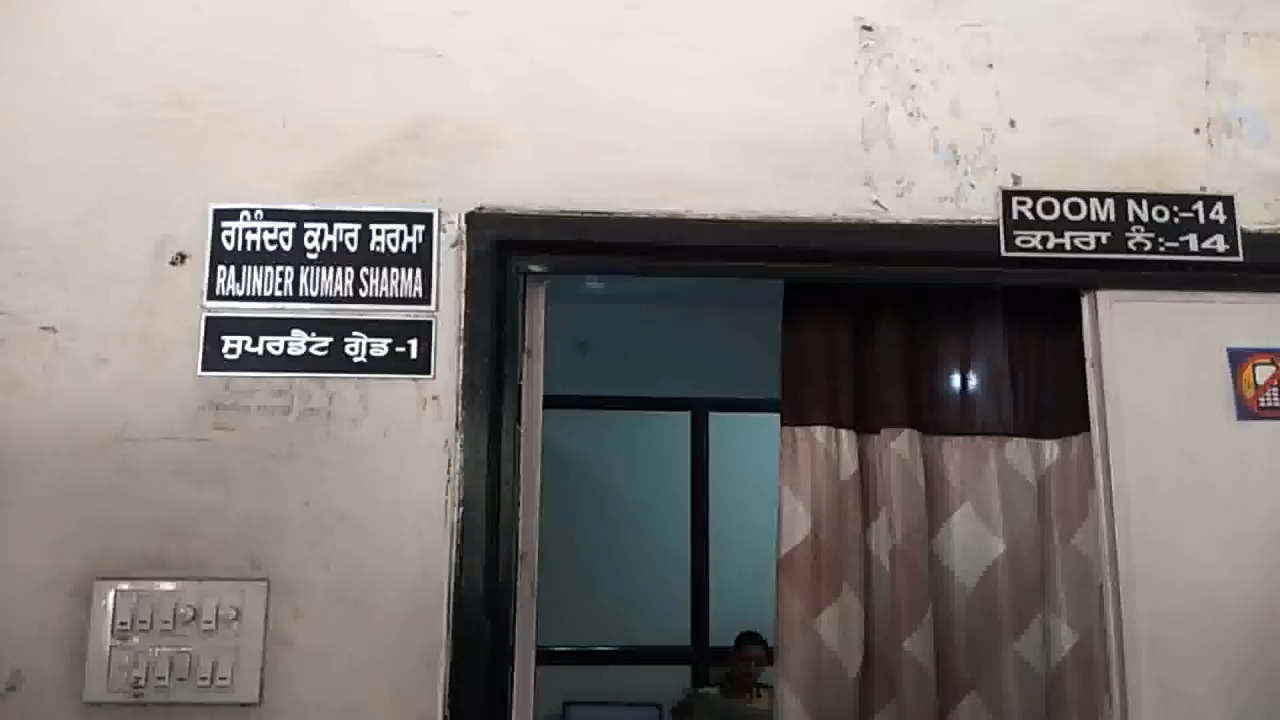 ਰਜਿੰਦਰ ਕੁਮਾਰ ਸ਼ਰਮਾ
RAJINDER KUMAR SHARMA
ਸੁਪਰਡੈਂਟ ਗ੍ਰੇਡ-1
ROOM No:-14
ਕਮਰਾ ਨੰ:-14